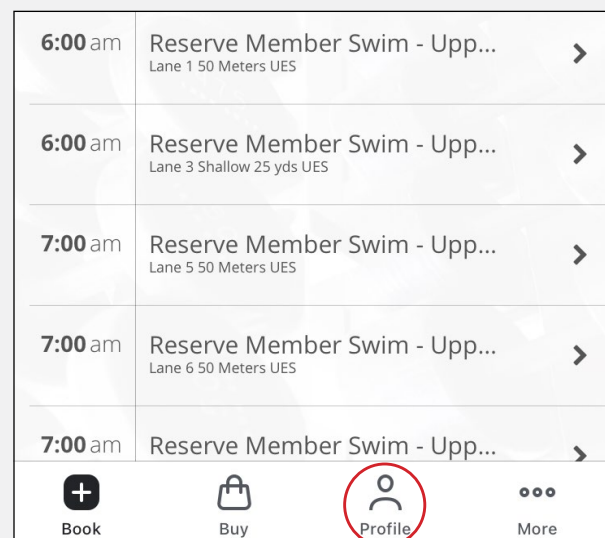 6:00 am Reserve Member Swim - Upp...
Lane 1 50 Meters UES
6:00 am Reserve Member Swim - Upp...
Lane 3 Shallow 25 yds UES
7:00 am Reserve Member Swim - Upp...
Lane 5 50 Meters UES
7:00 am Reserve Member Swim - Upp...
Lane 6 50 Meters UES
7:00 am Reserve Member Swim - Upp...
Book Buy Profile More